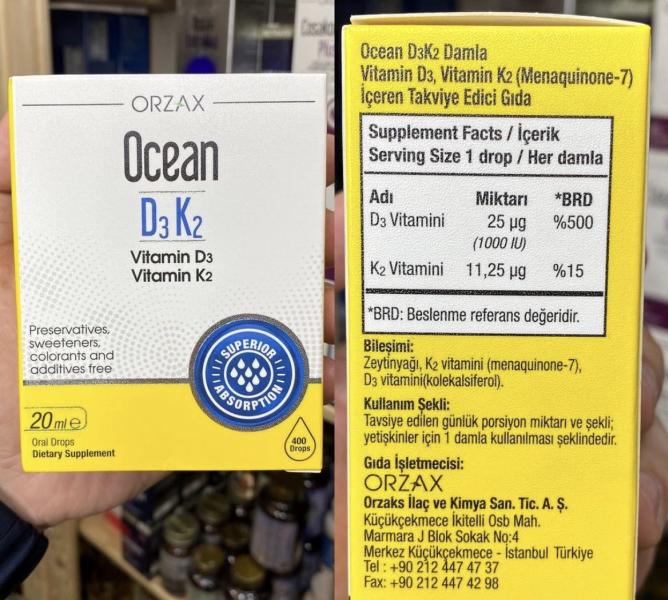 ORZAX
Ocean
D3 K2
Vitamin D3
Vitamin K2
Preservatives,
sweeteners,
colorants and
additives free
SUPERIOR
ABSORPTION
20 ml e
Oral Drops
Dietary Supplement
400
Drops
Ocean D3K2 Damla
Vitamin D3, Vitamin K2 (Menaquinone-7)
İçeren Takviye Edici Gıda
Supplement Facts / İçerik
Serving Size 1 drop / Her damla
Adı Miktarı *BRD
D3 Vitamini 25 µg %500
(1000 IU)
K2 Vitamini 11,25 µg %15
*BRD: Beslenme referans değeridir.
Bileşimi:
Zeytinyağı, K2 vitamini (menaquinone-7),
D3 vitamini(kolekalsiferol).
Kullanım Şekli:
Tavsiye edilen günlük porsiyon miktarı ve şekli;
yetişkinler için 1 damla kullanılması şeklindedir.
Gıda İşletmecisi:
ORZAX
Orzaks İlaç ve Kimya San. Tic. A. Ş.
Küçükçekmece İkitelli Osb Mah.
Marmara J Blok Sokak No:4
Merkez Küçükçekmece - İstanbul Türkiye
Tel : +90 212 447 47 37
Fax: +90 212 447 42 98